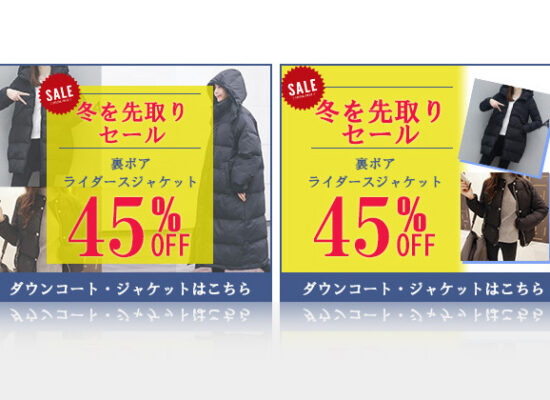 SALE
冬を先取り
セール
裏ボア
ライダースジャケット
45%OFF
ダウンコート・ジャケットはこちら
SALE
冬を先取り
セール
裏ボア
ライダースジャケット
45%OFF
ダウンコート・ジャケットはこちら